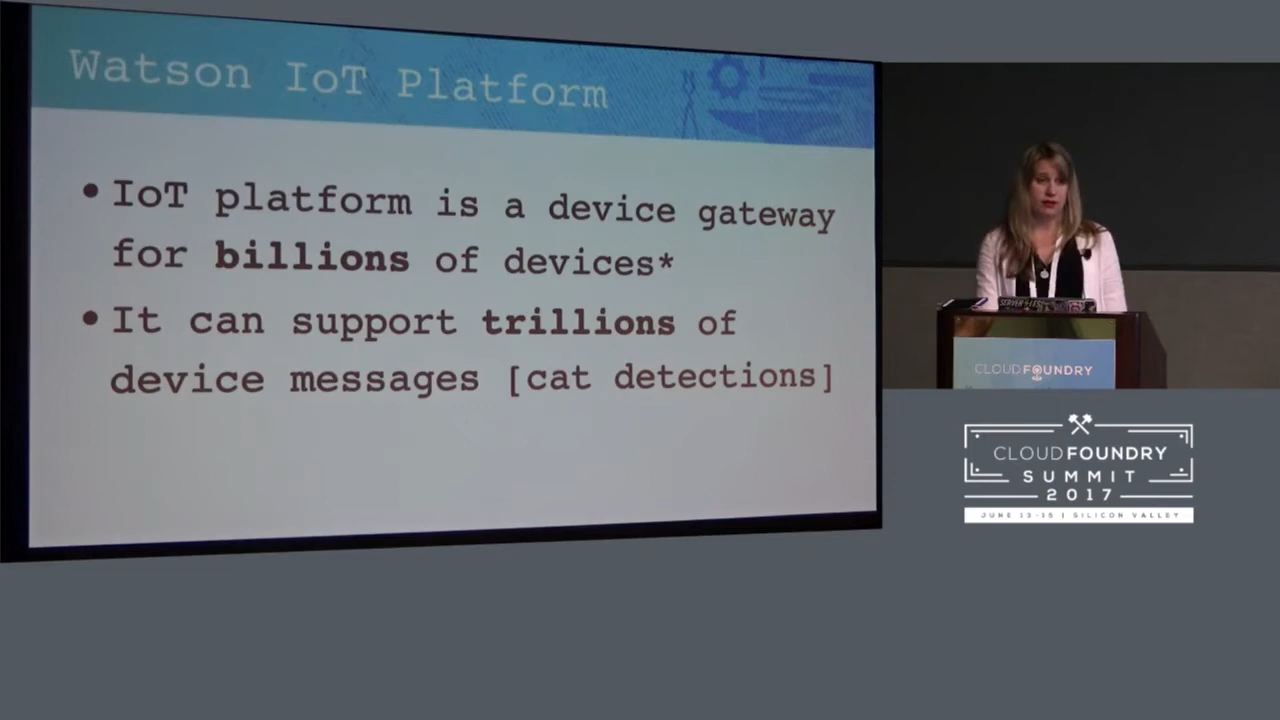 Watson IoT Platform
• IoT platform is a device gateway
for billions of devices*
• It can support trillions of
device messages [cat detections]
SERVERLESS
CLOUDFOUNDRY
CLOUDFOUNDRY
SUMMIT
2017
JUNE 13-15 | SILICON VALLEY